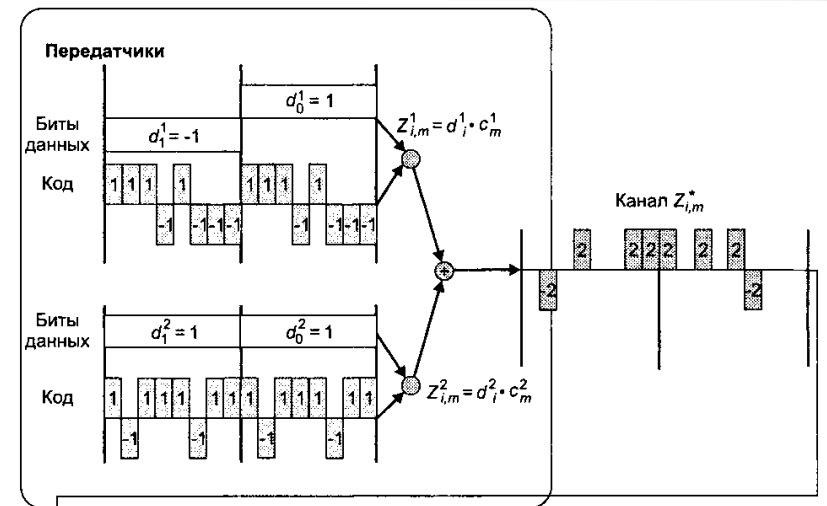 Передатчики
d₀¹ = 1
Биты данных
d₁¹ = -1
Z¹ᵢ,ₘ = d¹ᵢ • c¹ₘ
Код
1 1 1 -1 1 -1 -1 -1 1 1 1 -1 1 -1 -1 -1
Канал Z*ᵢ,ₘ
-2 2 2 2 2 2 2 -2
Биты данных
d₁² = 1
d₀² = 1
Код
1 -1 1 1 1 -1 1 1 1 -1 1 1 1 -1 1 1
Z²ᵢ,ₘ = d²ᵢ • c²ₘ
+